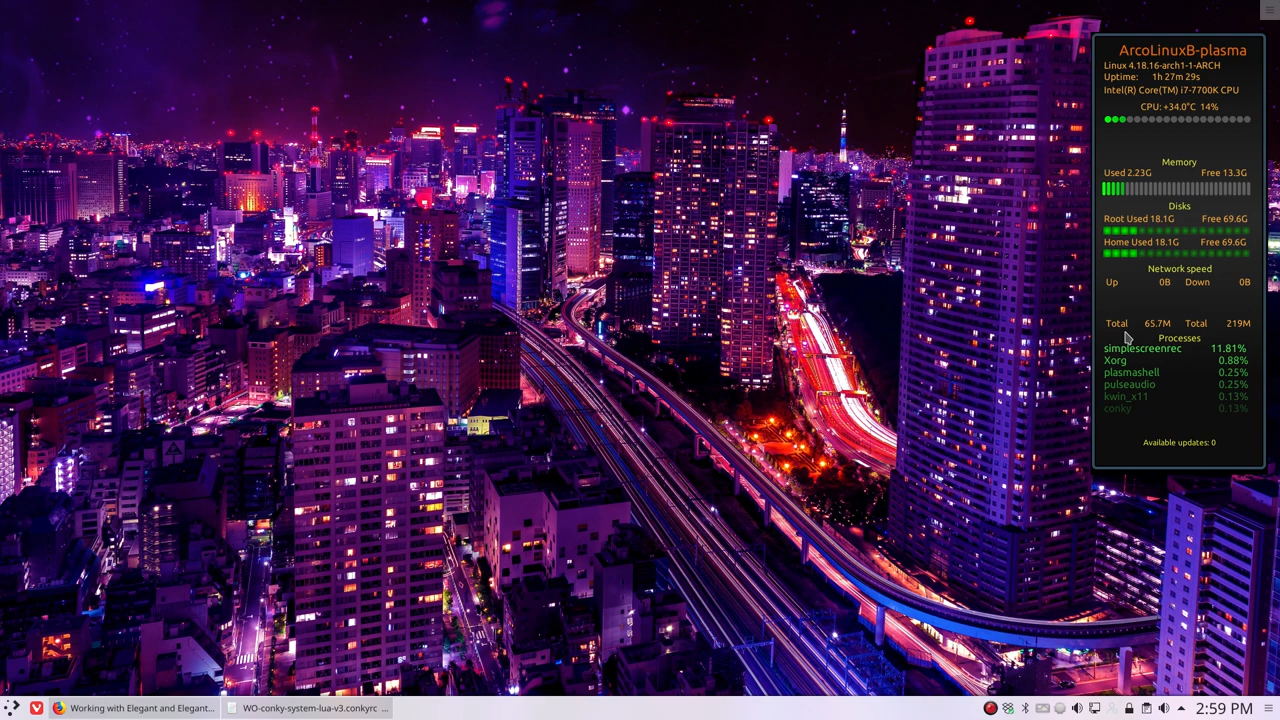 ArcoLinuxB-plasma
Linux 4.18.16-arch1-1-ARCH
Uptime: 1h 27m 29s
Intel(R) Core(TM) i7-7700K CPU
CPU: +34.0°C 14%
Memory
Used 2.23G Free 13.3G
Disks
Root Used 18.1G Free 69.6G
Home Used 18.1G Free 69.6G
Network speed
Up 0B Down 0B
Total 65.7M Total 219M
Processes
simplescreenrec 11.81%
Xorg 0.88%
plasmashell 0.25%
pulseaudio 0.25%
kwin_x11 0.13%
conky 0.13%
Available updates: 0
Working with Elegant and Elegant... WO-conky-system-lua-v3.conkyrc ... 2:59 PM